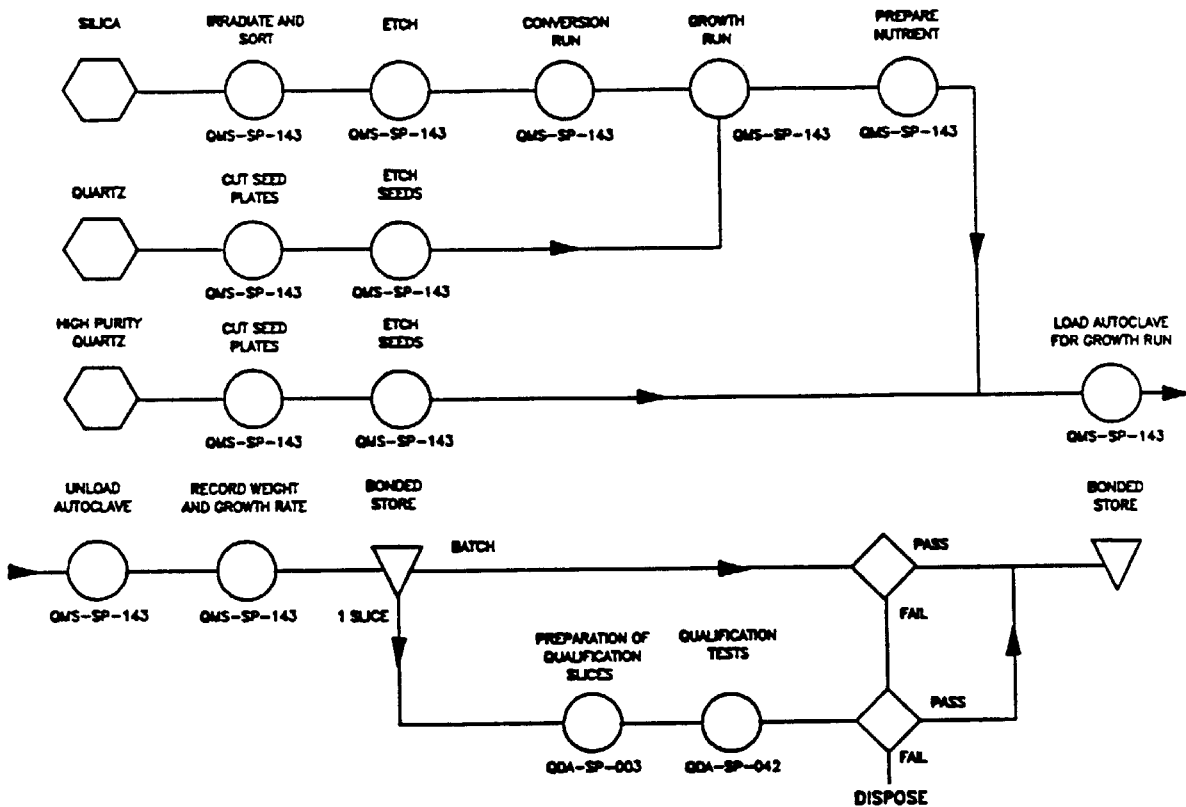 SILICA
IRRADIATE AND
SORT
ETCH
CONVERSION
RUN
GROWTH
RUN
PREPARE
NUTRIENT
QMS-SP-143
QMS-SP-143
QMS-SP-143
QMS-SP-143
QMS-SP-143
QUARTZ
CUT SEED
PLATES
ETCH
SEEDS
QMS-SP-143
QMS-SP-143
HIGH PURITY
QUARTZ
CUT SEED
PLATES
ETCH
SEEDS
LOAD AUTOCLAVE
FOR GROWTH RUN
QMS-SP-143
QMS-SP-143
QMS-SP-143
UNLOAD
AUTOCLAVE
RECORD WEIGHT
AND GROWTH RATE
BONDED
STORE
BONDED
STORE
BATCH
PASS
QMS-SP-143
QMS-SP-143
1 SLICE
FAIL
PREPARATION OF
QUALIFICATION
SLICES
QUALIFICATION
TESTS
PASS
QDA-SP-003
QDA-SP-042
FAIL
DISPOSE